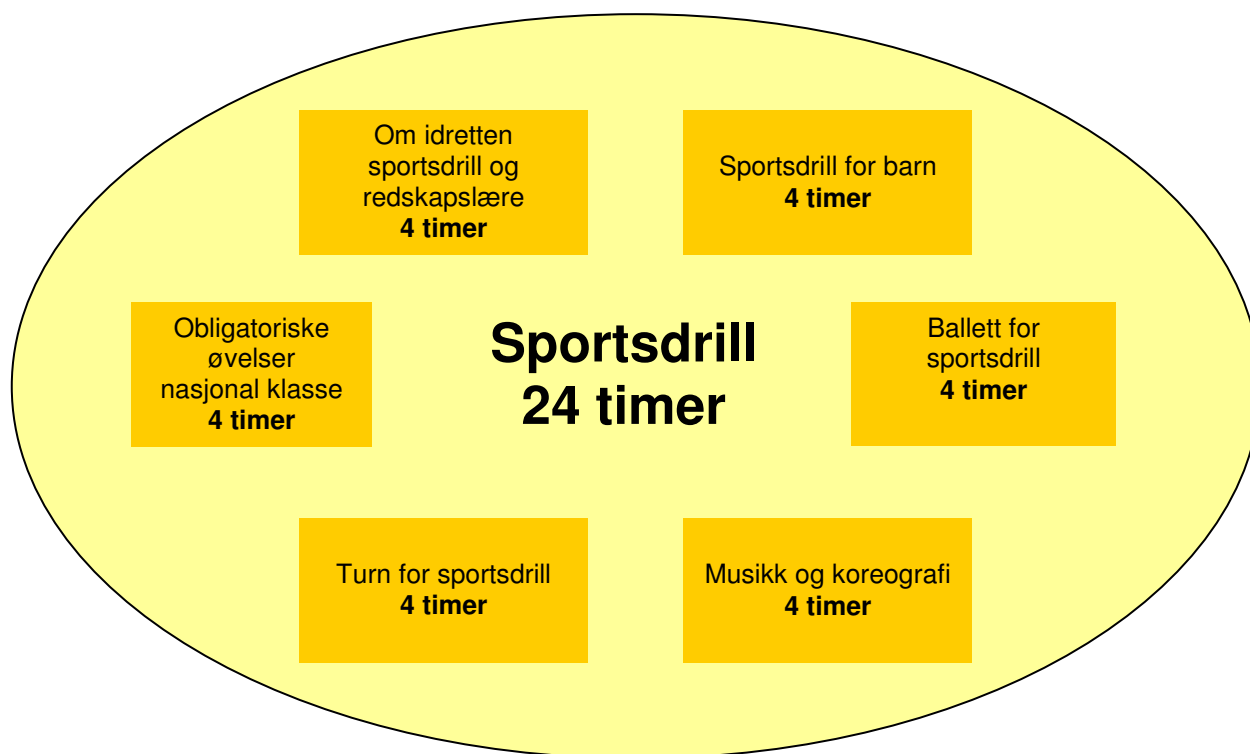 Om idretten
sportsdrill og
redskapslære
4 timer
Sportsdrill for barn
4 timer
Obligatoriske
øvelser
nasjonal klasse
4 timer
Sportsdrill
24 timer
Ballett for
sportsdrill
4 timer
Turn for sportsdrill
4 timer
Musikk og koreografi
4 timer